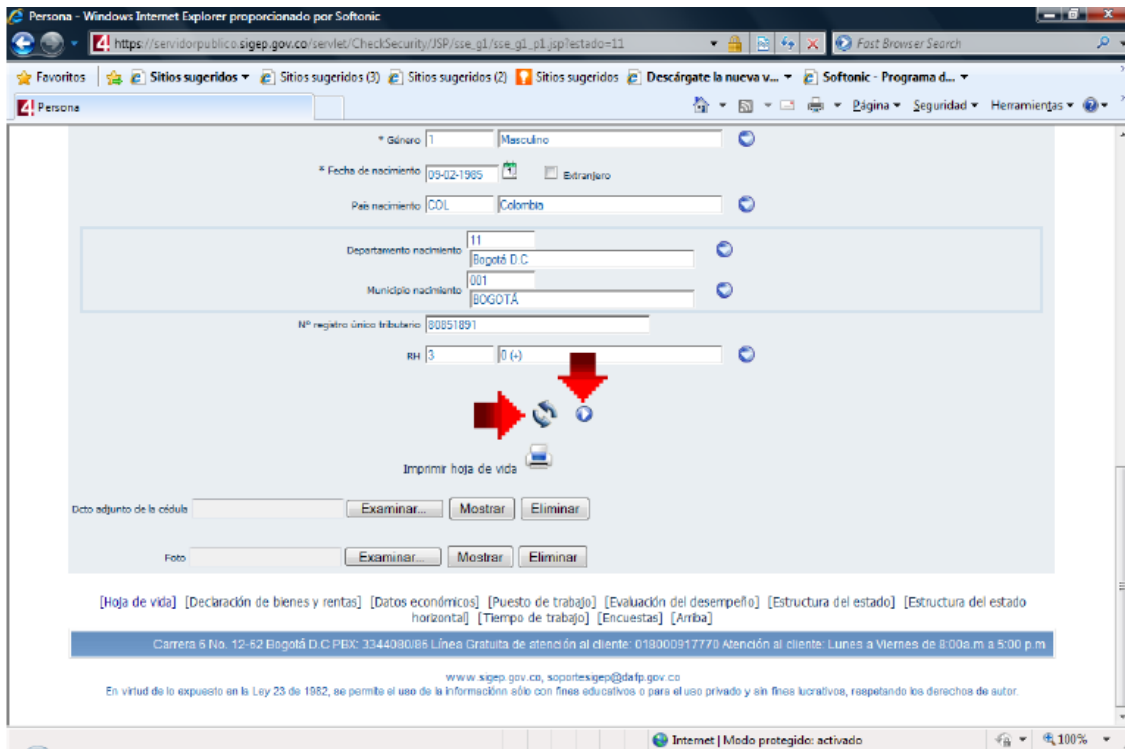 Persona - Windows Internet Explorer proporcionado por Softonic
https://servidorpublico.sigep.gov.co/servlet/CheckSecurity/JSP/sse_g1/sse_g1_p1.jsp?estado=11 Fast Browser Search
Favoritos Sitios sugeridos Sitios sugeridos (3) Sitios sugeridos (2) Sitios sugeridos Descárgate la nueva v... Softonic - Programa d...
Persona Página Seguridad Herramientas
* Género 1 Masculino
* Fecha de nacimiento 09-02-1985 Extranjero
País nacimiento COL Colombia
Departamento nacimiento 11
Bogotá D.C
Municipio nacimiento 001
BOGOTÁ
Nº registro único tributario 80851891
RH 3 0 (+)
Imprimir hoja de vida
Dcto adjunto de la cédula Examinar... Mostrar Eliminar
Foto Examinar... Mostrar Eliminar
[Hoja de vida] [Declaración de bienes y rentas] [Datos económicos] [Puesto de trabajo] [Evaluación del desempeño] [Estructura del estado] [Estructura del estado
horizontal] [Tiempo de trabajo] [Encuestas] [Arriba]
Carrera 6 No. 12-62 Bogotá D.C PBX: 3344080/86 Línea Gratuita de atención al cliente: 018000917770 Atención al cliente: Lunes a Viernes de 8:00a.m a 5:00 p.m
www.sigep.gov.co, soportesigep@dafp.gov.co
En virtud de lo expuesto en la Ley 23 de 1982, se permite el uso de la informaciónn sólo con fines educativos o para el uso privado y sin fines lucrativos, respetando los derechos de autor.
Internet | Modo protegido: activado 100%